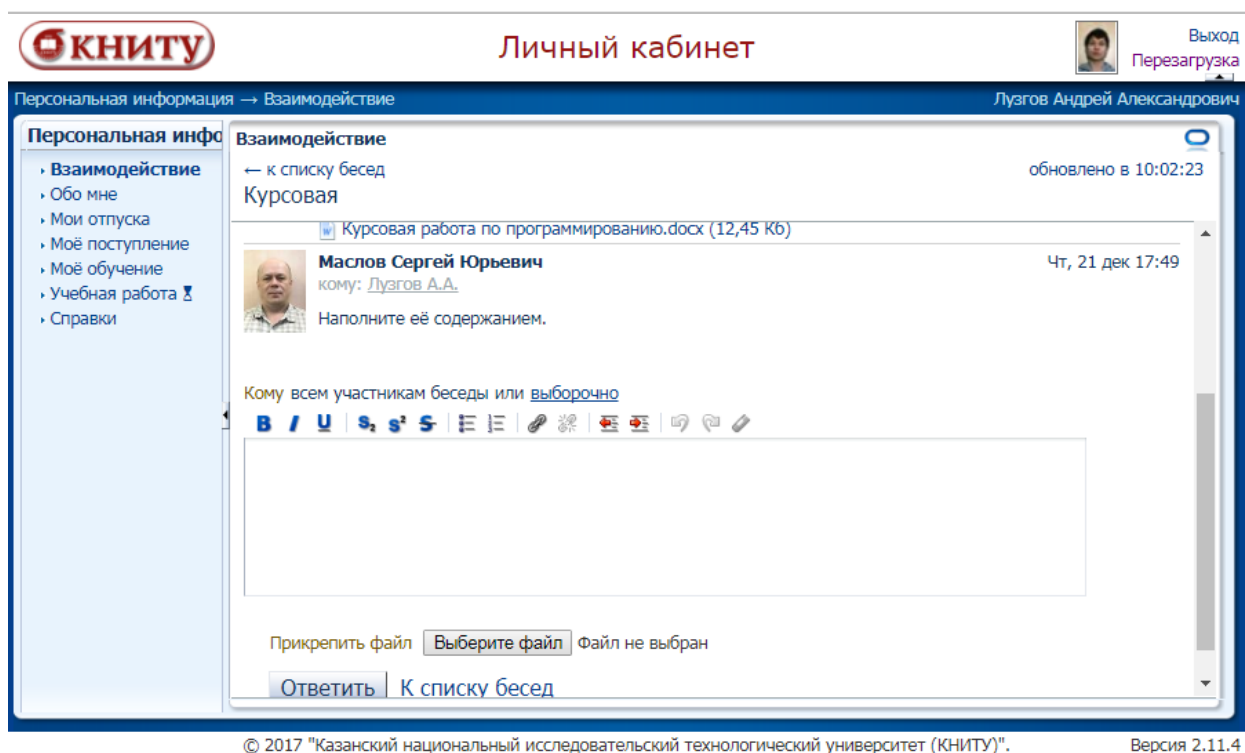 КНИТУ
Личный кабинет
Выход
Перезагрузка
Персональная информация → Взаимодействие
Лузгов Андрей Александрович
Персональная инфо
Взаимодействие
Обо мне
Мои отпуска
Моё поступление
Моё обучение
Учебная работа
Справки
Взаимодействие
← к списку бесед
обновлено в 10:02:23
Курсовая
Курсовая работа по программированию.docx (12,45 Кб)
Маслов Сергей Юрьевич
Чт, 21 дек 17:49
кому: Лузгов А.А.
Наполните её содержанием.
Кому всем участникам беседы или выборочно
B I U S₂ S² S
Прикрепить файл Выберите файл Файл не выбран
Ответить К списку бесед
© 2017 "Казанский национальный исследовательский технологический университет (КНИТУ)".
Версия 2.11.4